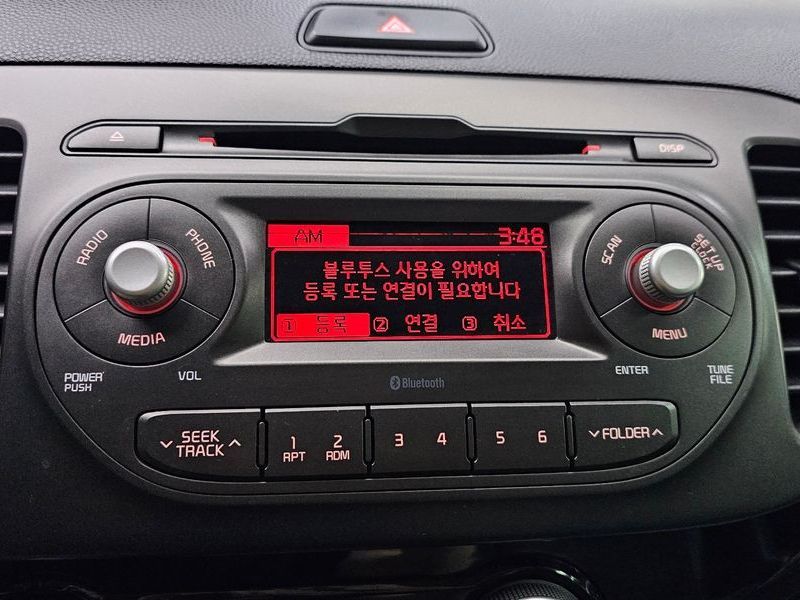 DISP
RADIO
PHONE
MEDIA
AM 3:48
블루투스 사용을 위하여
등록 또는 연결이 필요합니다
1 등록 2 연결 3 취소
SCAN
SETUP
CLOCK
MENU
POWER
PUSH
VOL
Bluetooth
ENTER
TUNE
FILE
SEEK
TRACK
1
RPT
2
RDM
3 4
5 6
FOLDER